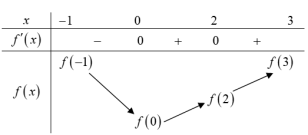 x −1 0 2 3
f′(x) − 0 + 0 +
f(−1) f(3)
f(x) f(2)
f(0)